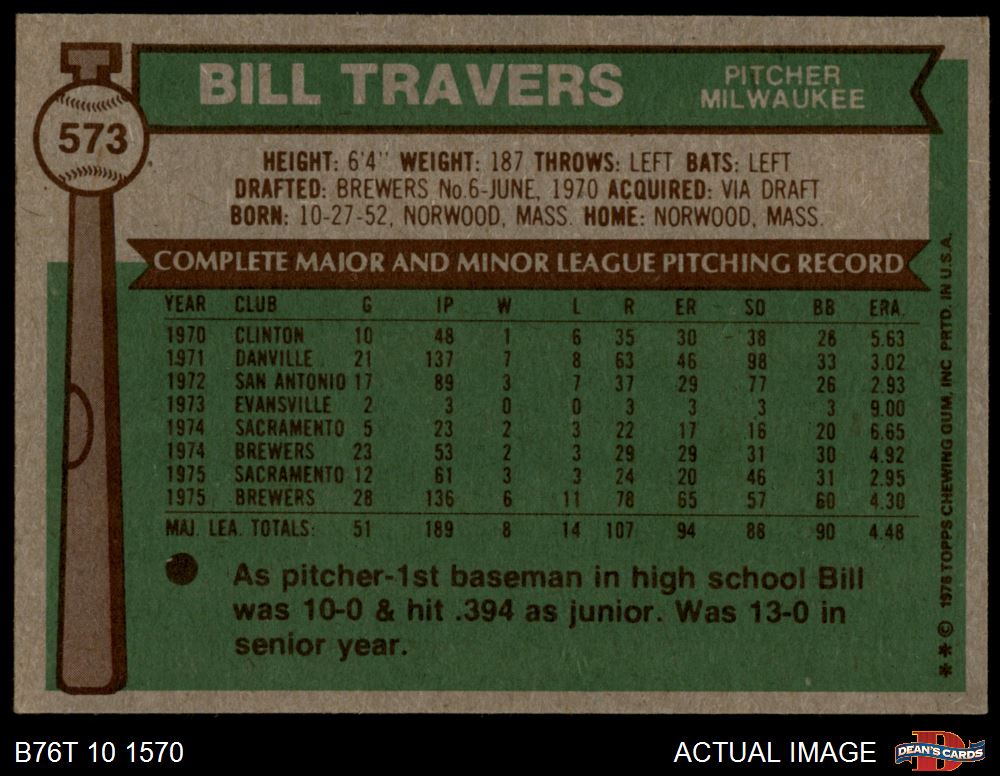 BILL TRAVERS
PITCHER
MILWAUKEE
573
HEIGHT: 6'4" WEIGHT: 187 THROWS: LEFT BATS: LEFT
DRAFTED: BREWERS No.6-JUNE, 1970 ACQUIRED: VIA DRAFT
BORN: 10-27-52, NORWOOD, MASS. HOME: NORWOOD, MASS.
COMPLETE MAJOR AND MINOR LEAGUE PITCHING RECORD
YEAR CLUB G IP W L R ER SO BB ERA.
1970 CLINTON 10 48 1 6 35 30 38 28 5.63
1971 DANVILLE 21 137 7 8 63 46 98 33 3.02
1972 SAN ANTONIO 17 89 3 7 37 29 77 26 2.93
1973 EVANSVILLE 2 3 0 0 3 3 3 3 9.00
1974 SACRAMENTO 5 23 2 3 22 17 16 20 6.65
1974 BREWERS 23 53 2 3 29 29 31 30 4.92
1975 SACRAMENTO 12 61 3 3 24 20 46 31 2.95
1975 BREWERS 28 136 6 11 78 65 57 60 4.30
MAJ. LEA. TOTALS: 51 189 8 14 107 94 88 90 4.48
As pitcher-1st baseman in high school Bill
was 10-0 & hit .394 as junior. Was 13-0 in
senior year.
** © 1976 TOPPS CHEWING GUM, INC. PRTD. IN U.S.A.
B76T 10 1570
ACTUAL IMAGE
DEAN'S CARDS